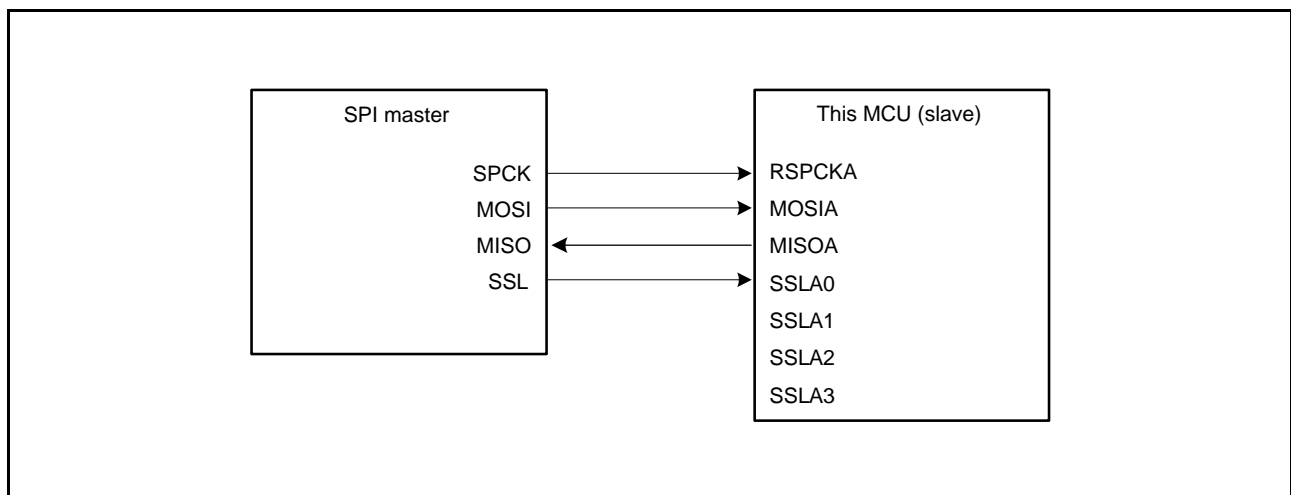 SPI master
SPCK
MOSI
MISO
SSL
This MCU (slave)
RSPCKA
MOSIA
MISOA
SSLA0
SSLA1
SSLA2
SSLA3